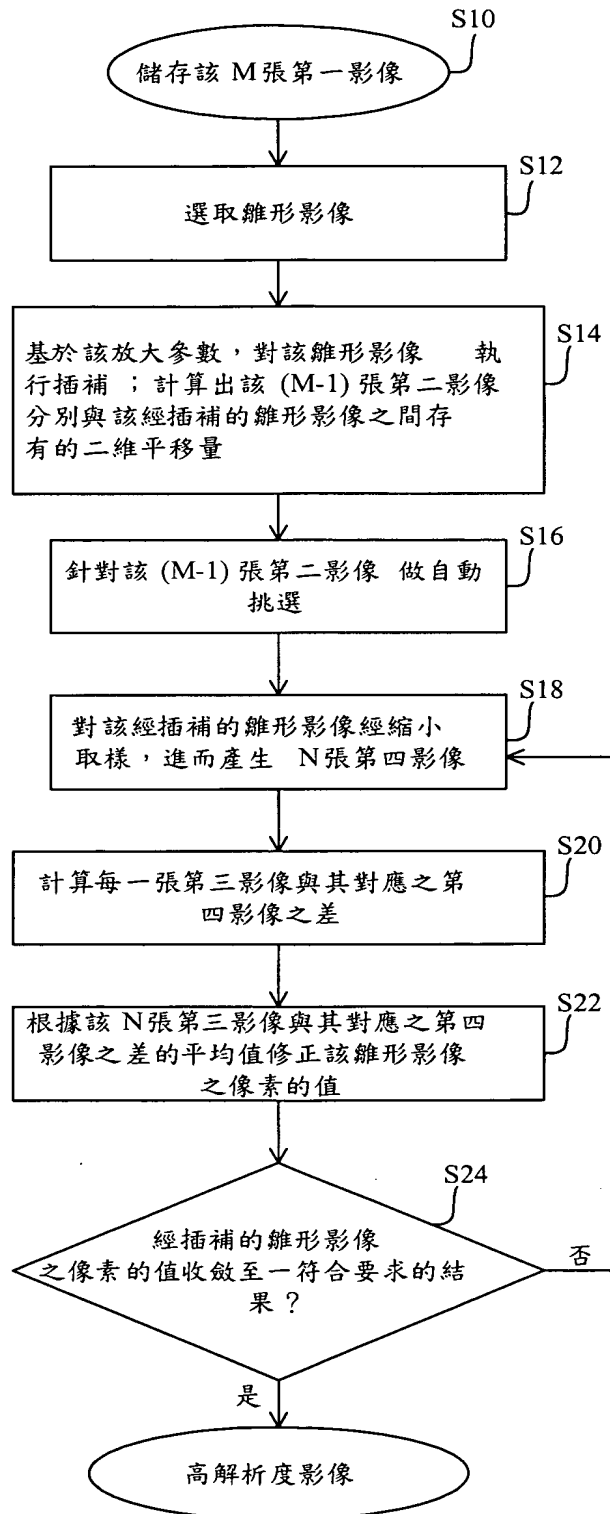 S10
儲存該 M張第一影像
S12
選取雛形影像
S14
基於該放大參數，對該雛形影像 執
行插補 ；計算出該 (M-1) 張第二影像
分別與該經插補的雛形影像之間存
有的二維平移量
S16
針對該 (M-1) 張第二影像 做自動
挑選
S18
對該經插補的雛形影像經縮小
取樣，進而產生 N張第四影像
S20
計算每一張第三影像與其對應之第
四影像之差
S22
根據該 N張第三影像與其對應之第四
影像之差的平均值修正該雛形影像
之像素的值
S24
經插補的雛形影像
之像素的值收斂至一符合要求的結
果？
否
是
高解析度影像